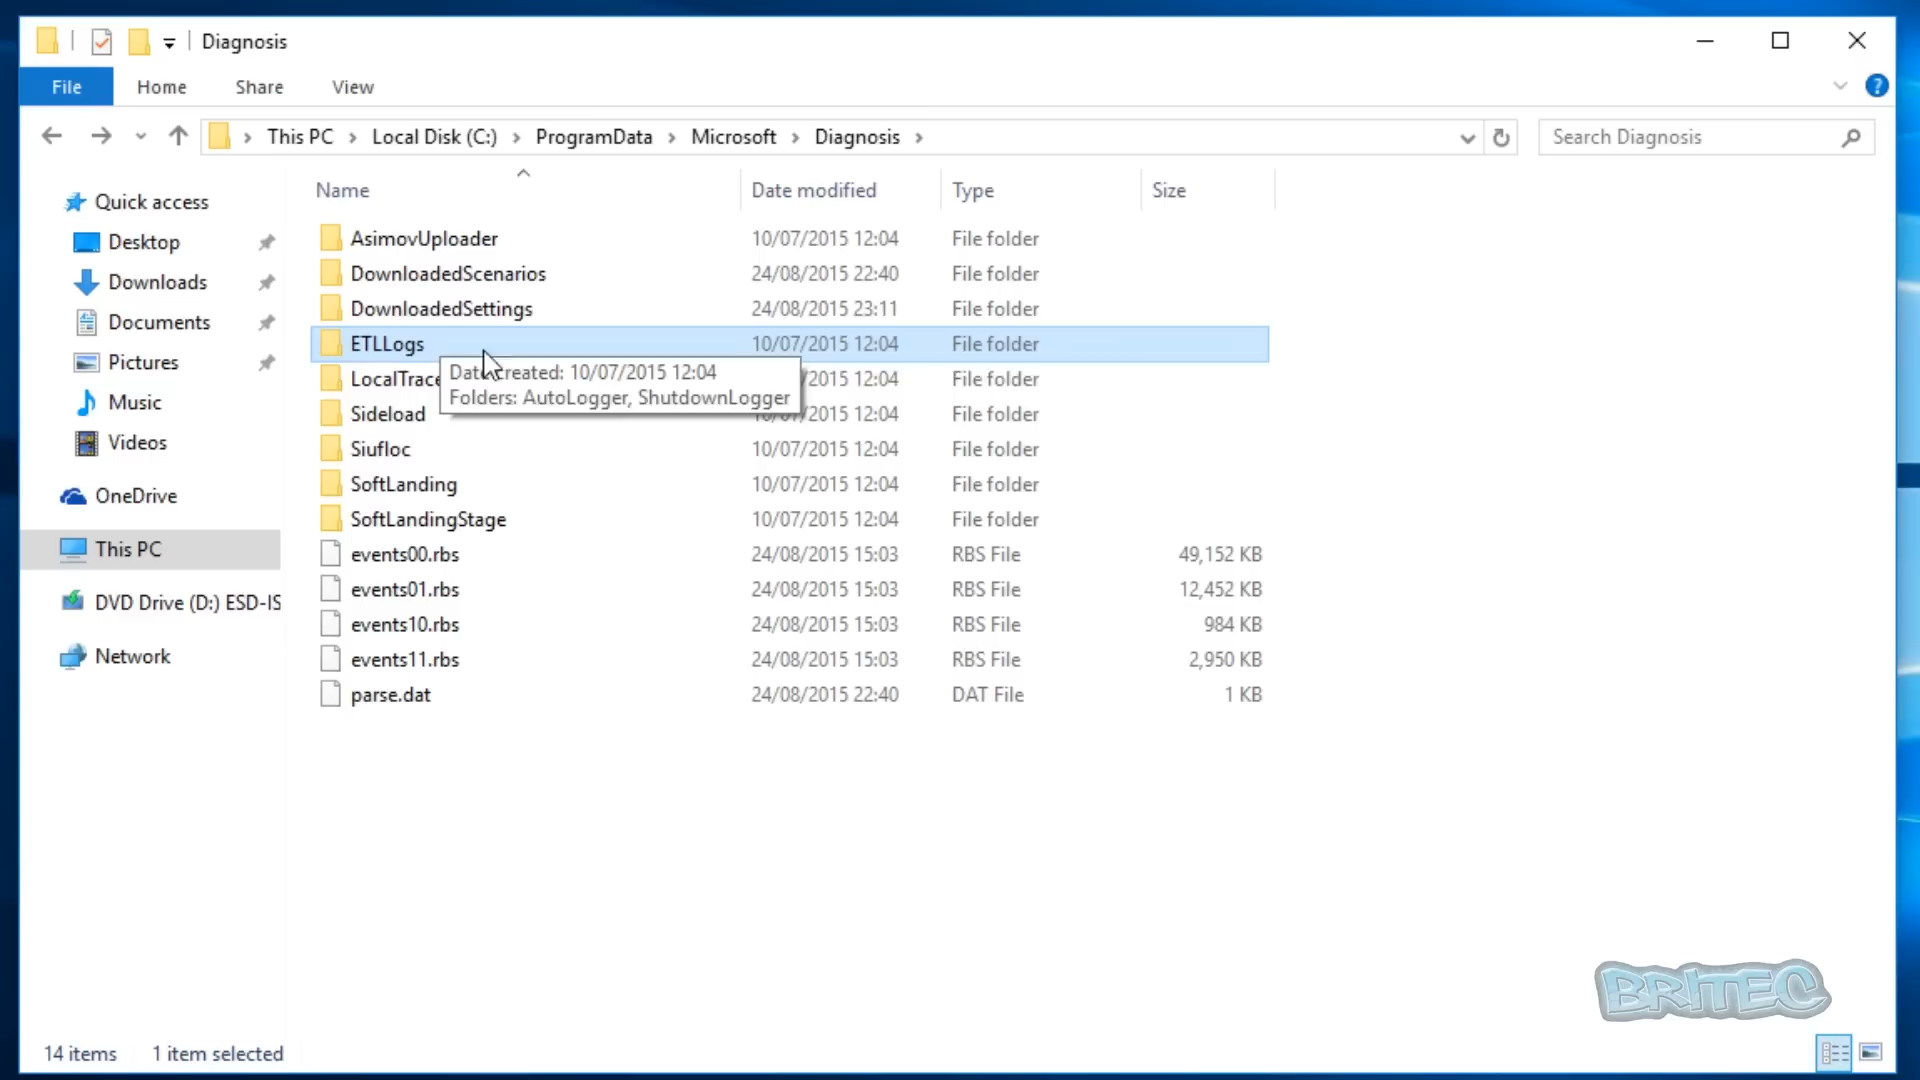 Diagnosis
File Home Share View
This PC Local Disk (C:) ProgramData Microsoft Diagnosis
Search Diagnosis
Name Date modified Type Size
Quick access
Desktop
Downloads
Documents
Pictures
Music
Videos
OneDrive
This PC
DVD Drive (D:) ESD-IS
Network
AsimovUploader 10/07/2015 12:04 File folder
DownloadedScenarios 24/08/2015 22:40 File folder
DownloadedSettings 24/08/2015 23:11 File folder
ETLLogs 10/07/2015 12:04 File folder
Date created: 10/07/2015 12:04
Folders: AutoLogger, ShutdownLogger
LocalTrace /2015 12:04 File folder
Sideload 10/07/2015 12:04 File folder
Siufloc 10/07/2015 12:04 File folder
SoftLanding 10/07/2015 12:04 File folder
SoftLandingStage 10/07/2015 12:04 File folder
events00.rbs 24/08/2015 15:03 RBS File 49,152 KB
events01.rbs 24/08/2015 15:03 RBS File 12,452 KB
events10.rbs 24/08/2015 15:03 RBS File 984 KB
events11.rbs 24/08/2015 15:03 RBS File 2,950 KB
parse.dat 24/08/2015 22:40 DAT File 1 KB
BRITEC
14 items 1 item selected